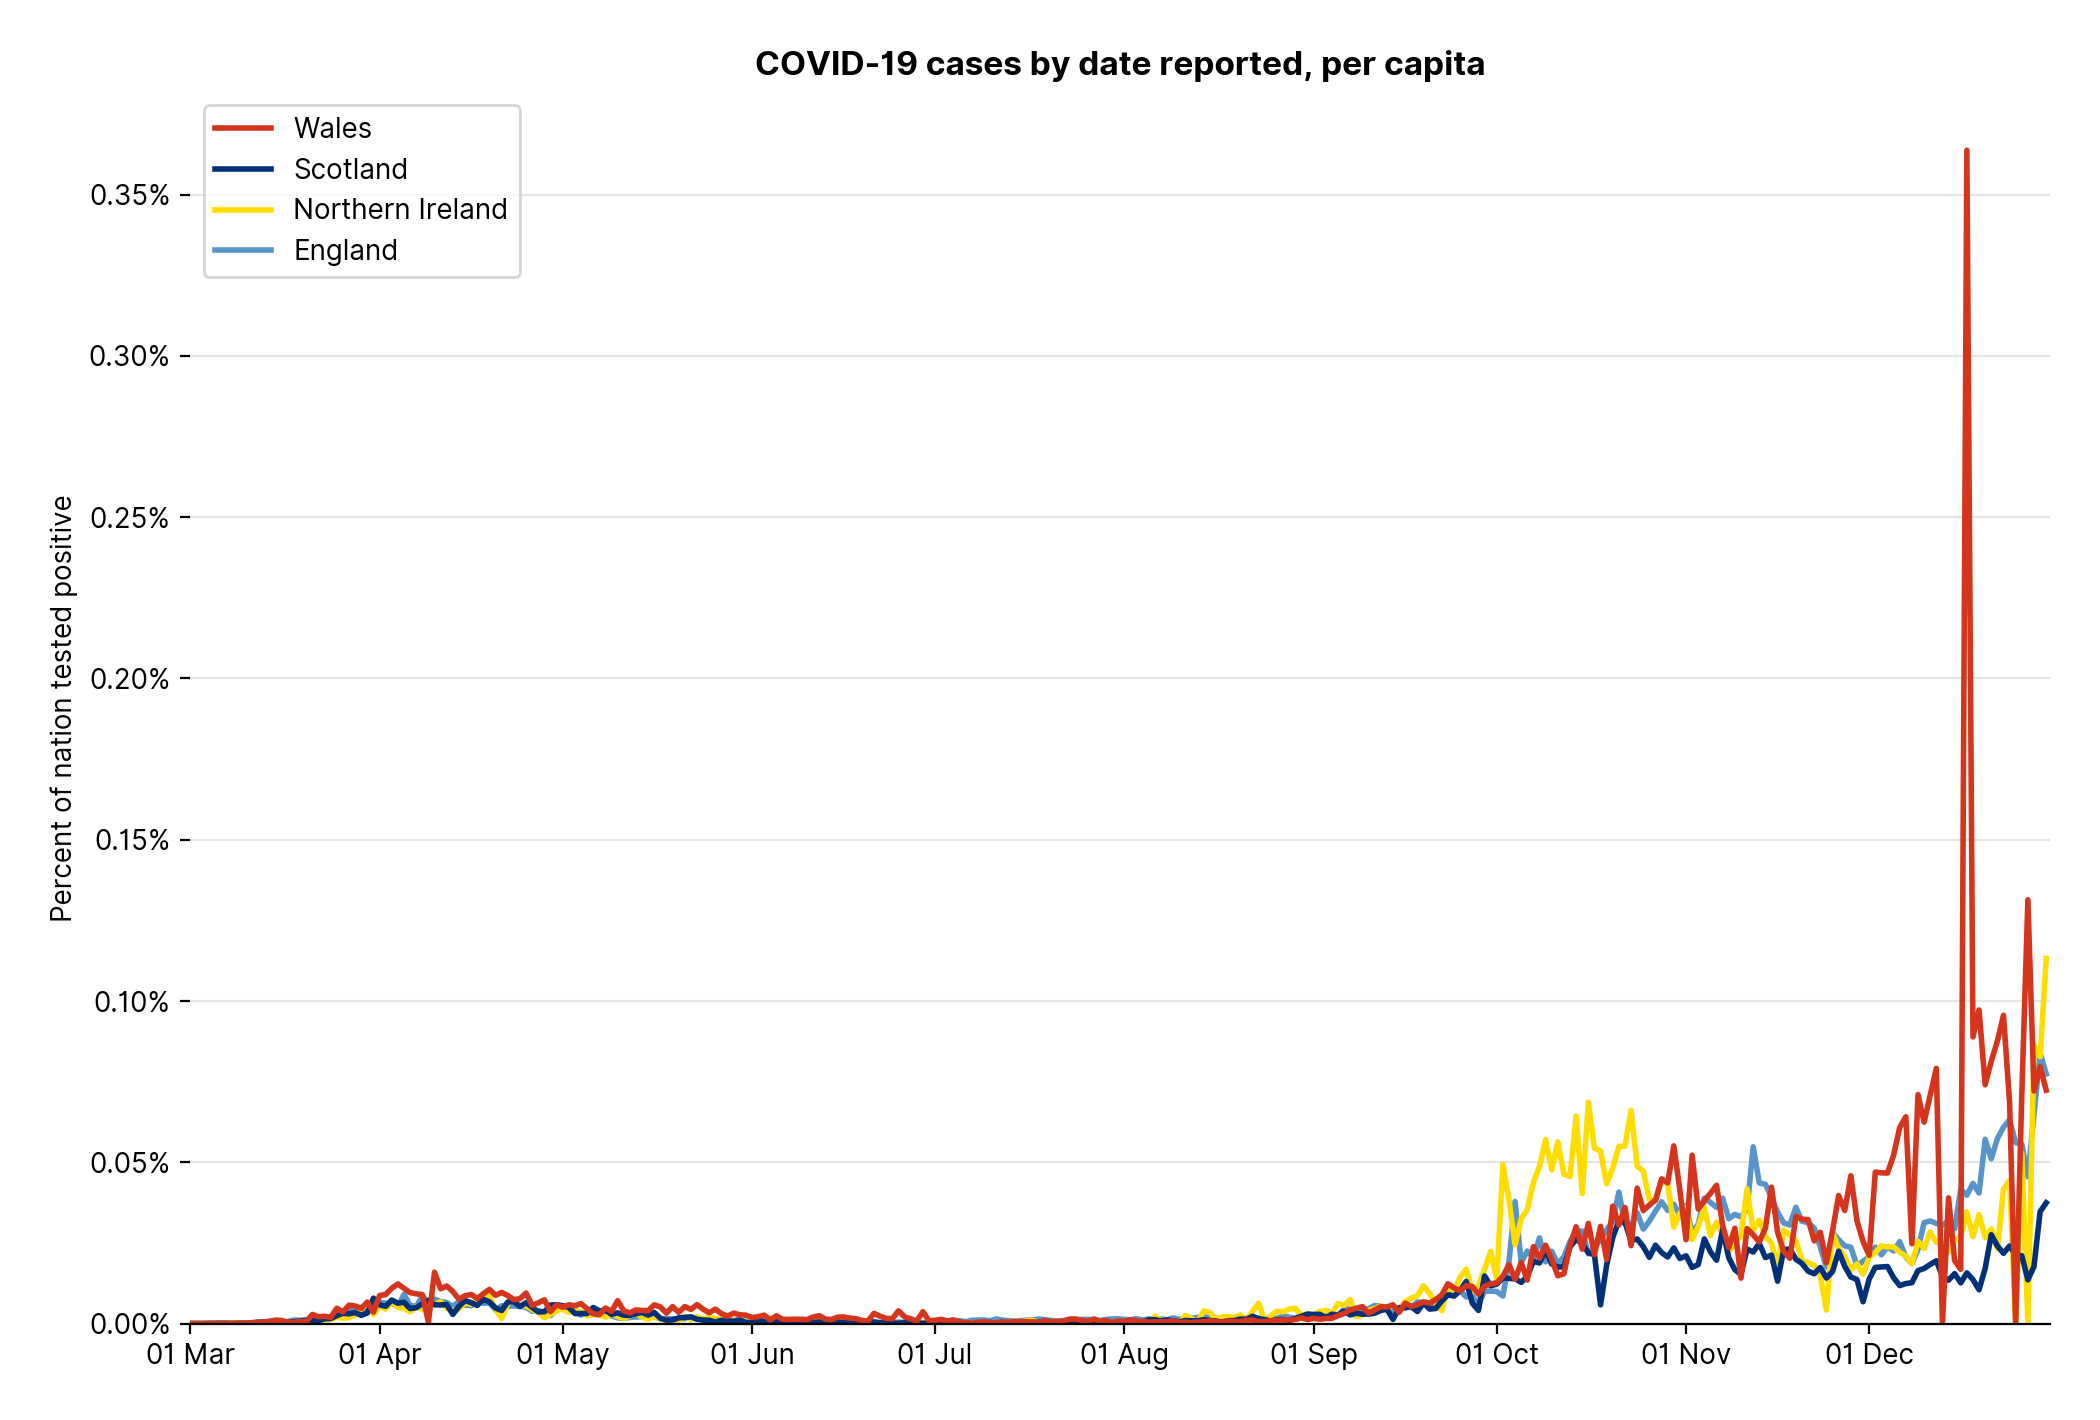 COVID-19 cases by date reported, per capita
Wales
Scotland
Northern Ireland
England
Percent of nation tested positive
0.35%
0.30%
0.25%
0.20%
0.15%
0.10%
0.05%
0.00%
01 Mar
01 Apr
01 May
01 Jun
01 Jul
01 Aug
01 Sep
01 Oct
01 Nov
01 Dec